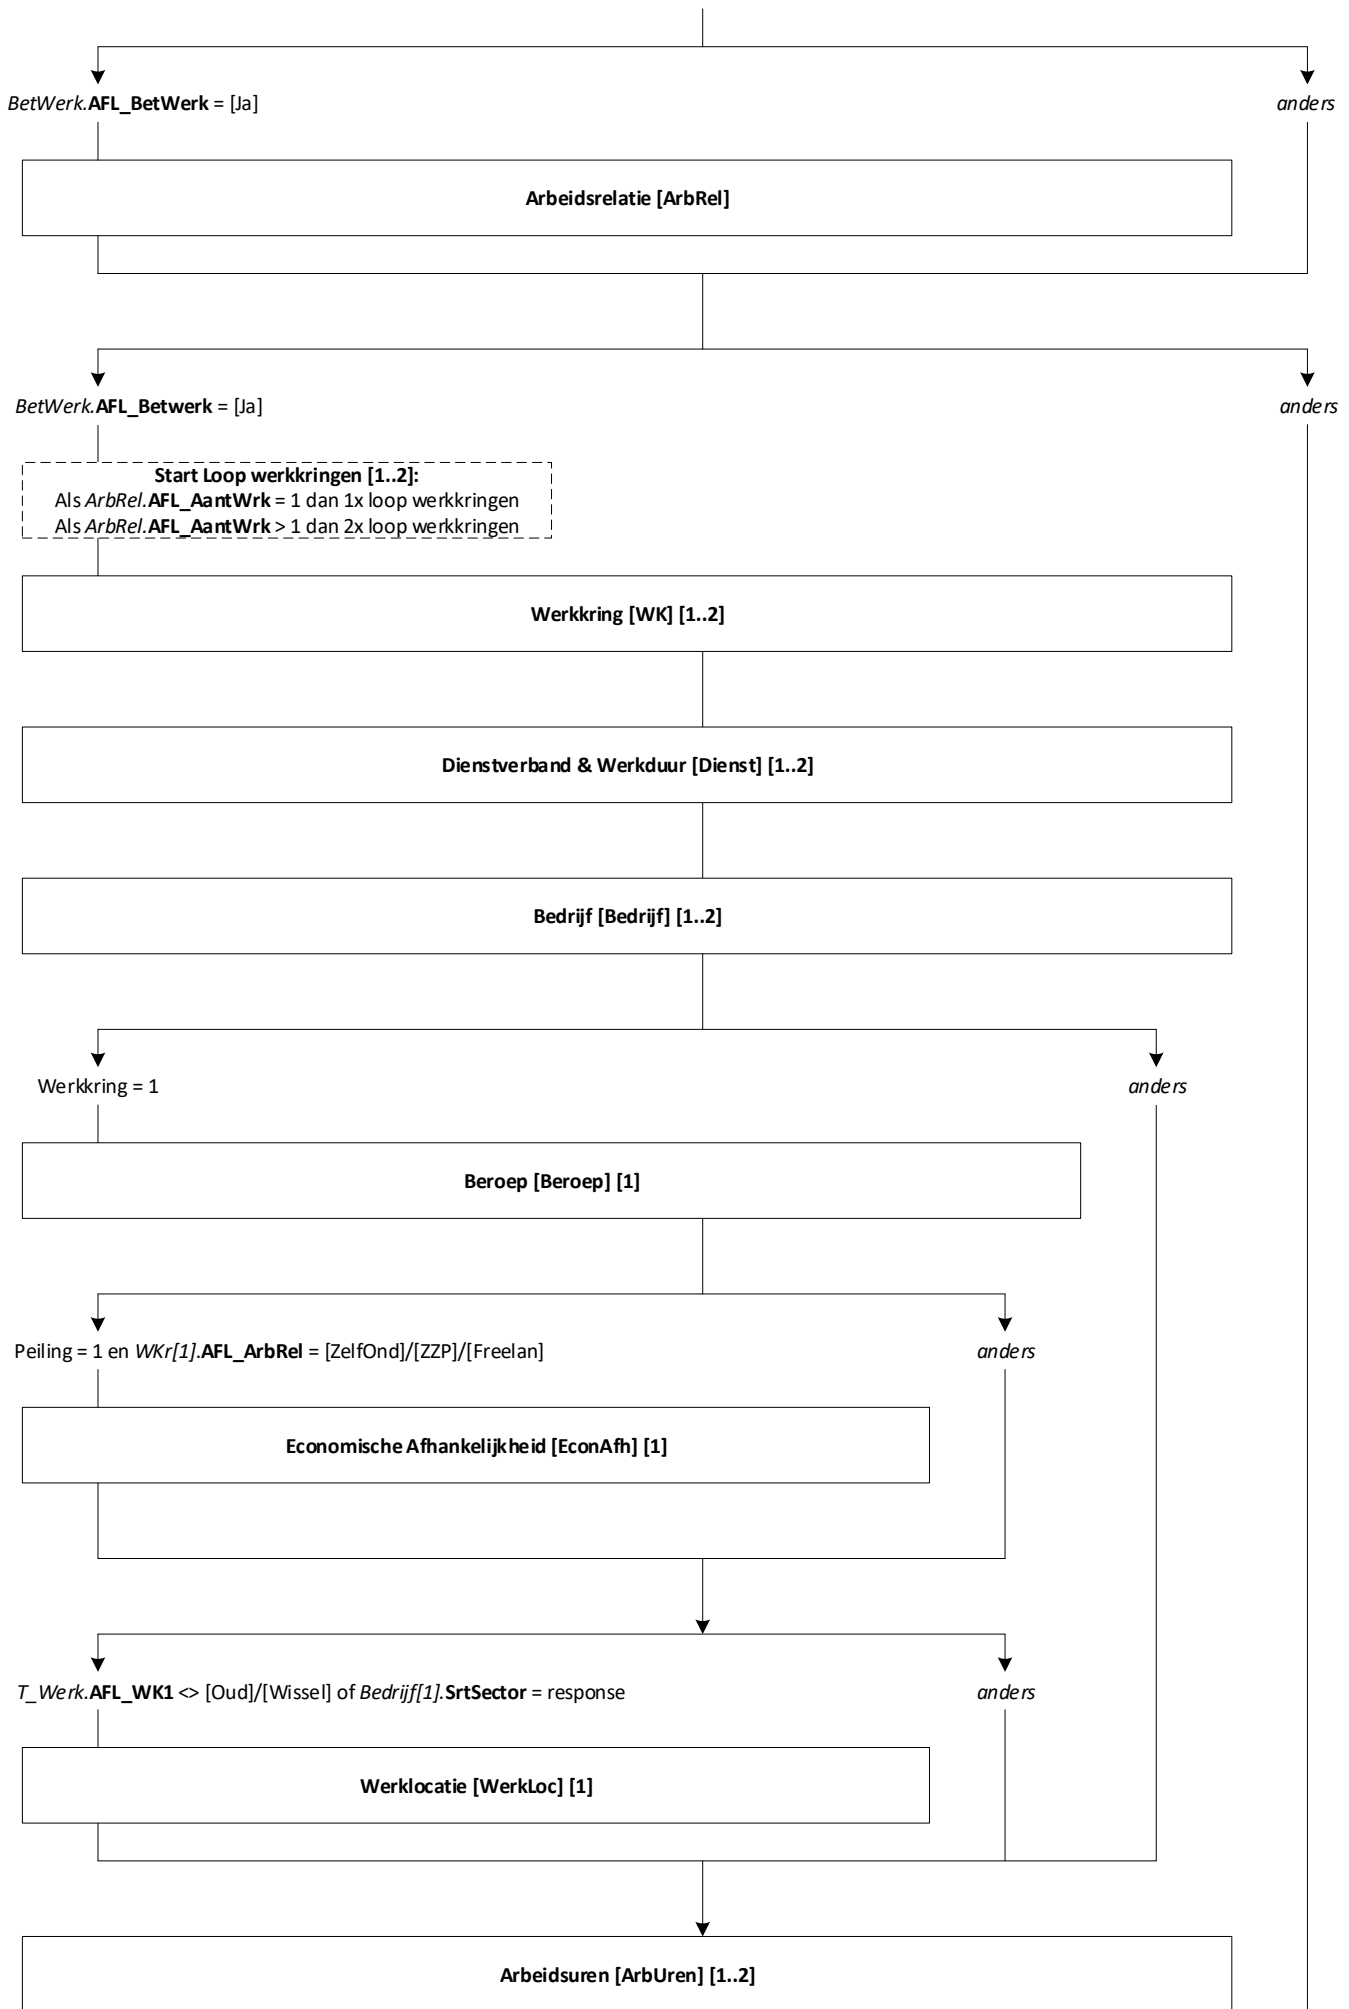 BetWerk.AFL_BetWerk = [Ja]
anders
Arbeidsrelatie [ArbRel]
BetWerk.AFL_Betwerk = [Ja]
anders
Start Loop werkkringen [1..2]:
Als ArbRel.AFL_AantWrk = 1 dan 1x loop werkkringen
Als ArbRel.AFL_AantWrk > 1 dan 2x loop werkkringen
Werkkring [WK] [1..2]
Dienstverband & Werkduur [Dienst] [1..2]
Bedrijf [Bedrijf] [1..2]
Werkkring = 1
anders
Beroep [Beroep] [1]
Peiling = 1 en WKr[1].AFL_ArbRel = [ZelfOnd]/[ZZP]/[Freelan]
anders
Economische Afhankelijkheid [EconAfh] [1]
T_Werk.AFL_WK1 <> [Oud]/[Wissel] of Bedrijf[1].SrtSector = response
anders
Werklocatie [WerkLoc] [1]
Arbeidsuren [ArbUren] [1..2]